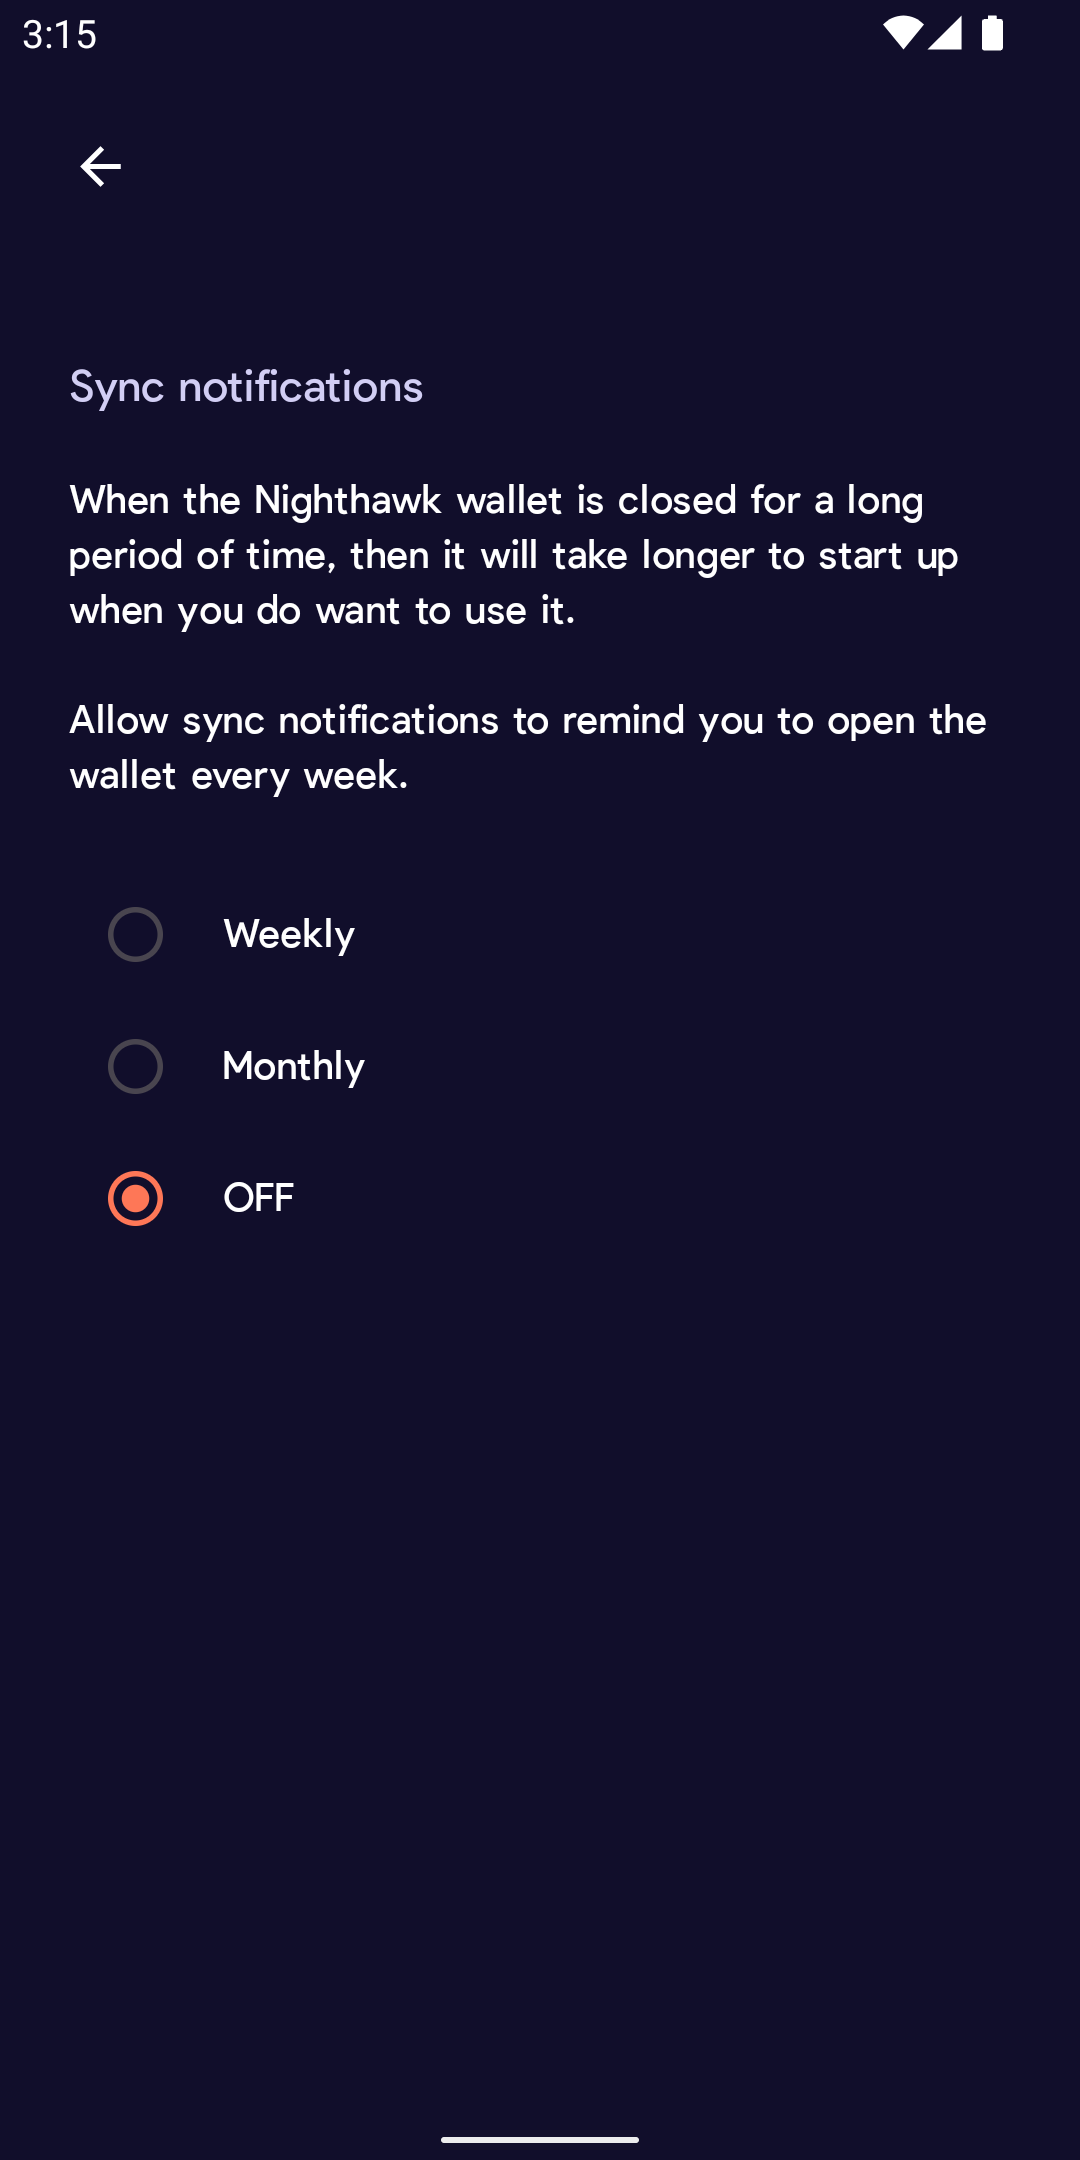 3:15
Sync notifications
When the Nighthawk wallet is closed for a long
period of time, then it will take longer to start up
when you do want to use it.
Allow sync notifications to remind you to open the
wallet every week.
Weekly
Monthly
OFF